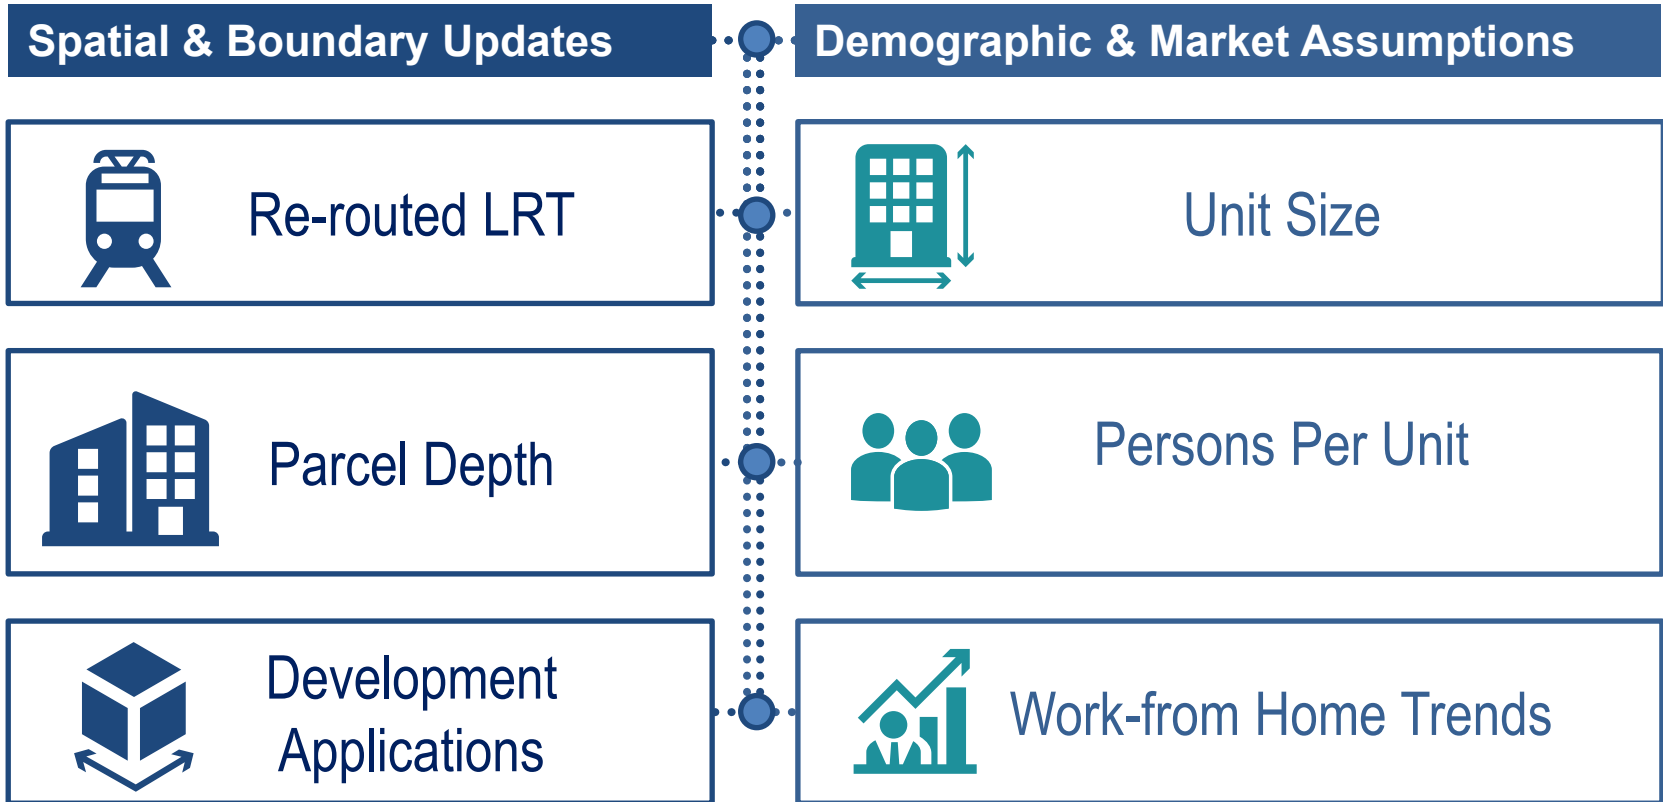 Spatial & Boundary Updates
Demographic & Market Assumptions
Re-routed LRT
Unit Size
Parcel Depth
Persons Per Unit
Development
Applications
Work-from Home Trends